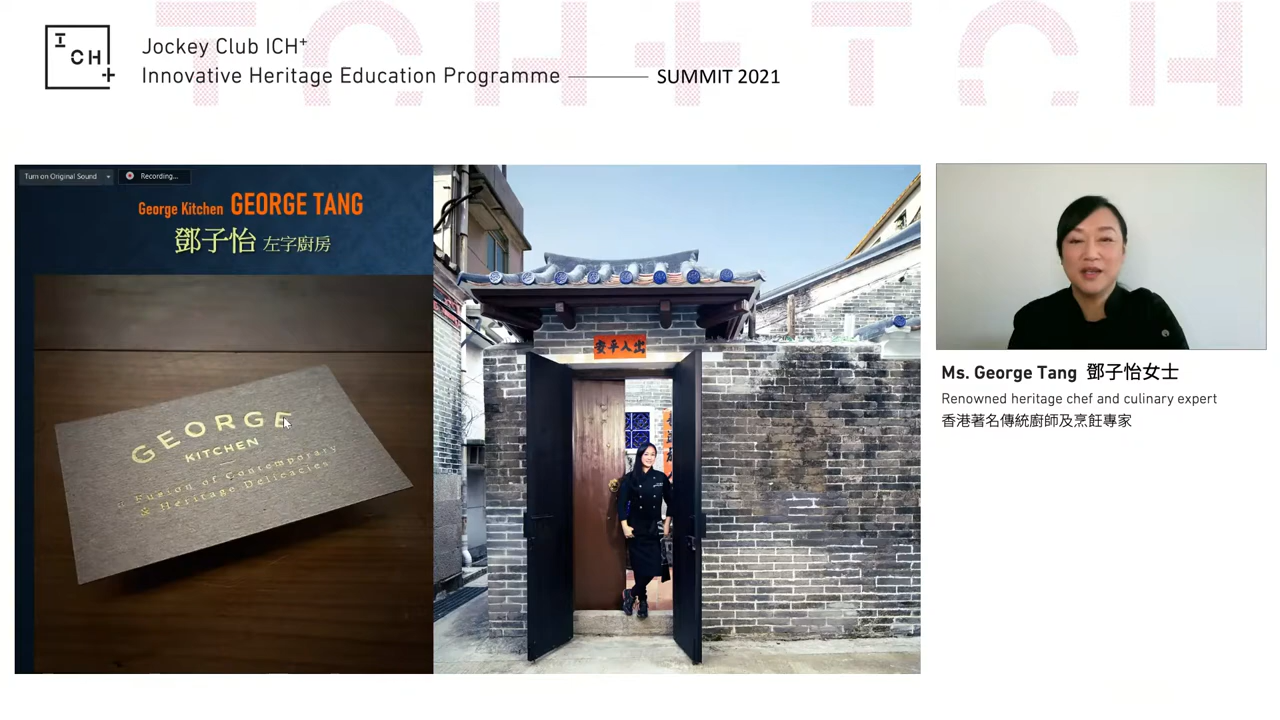 I
CH
+
Jockey Club ICH+
Innovative Heritage Education Programme
SUMMIT 2021
ICH+ ICH
Turn on Original Sound
Recording...
George Kitchen GEORGE TANG
鄧子怡 左字廚房
GEORGE
KITCHEN
a Fusion of Contemporary
& Heritage Delicacies
安平入出
Ms. George Tang 鄧子怡女士
Renowned heritage chef and culinary expert
香港著名傳統廚師及烹飪專家